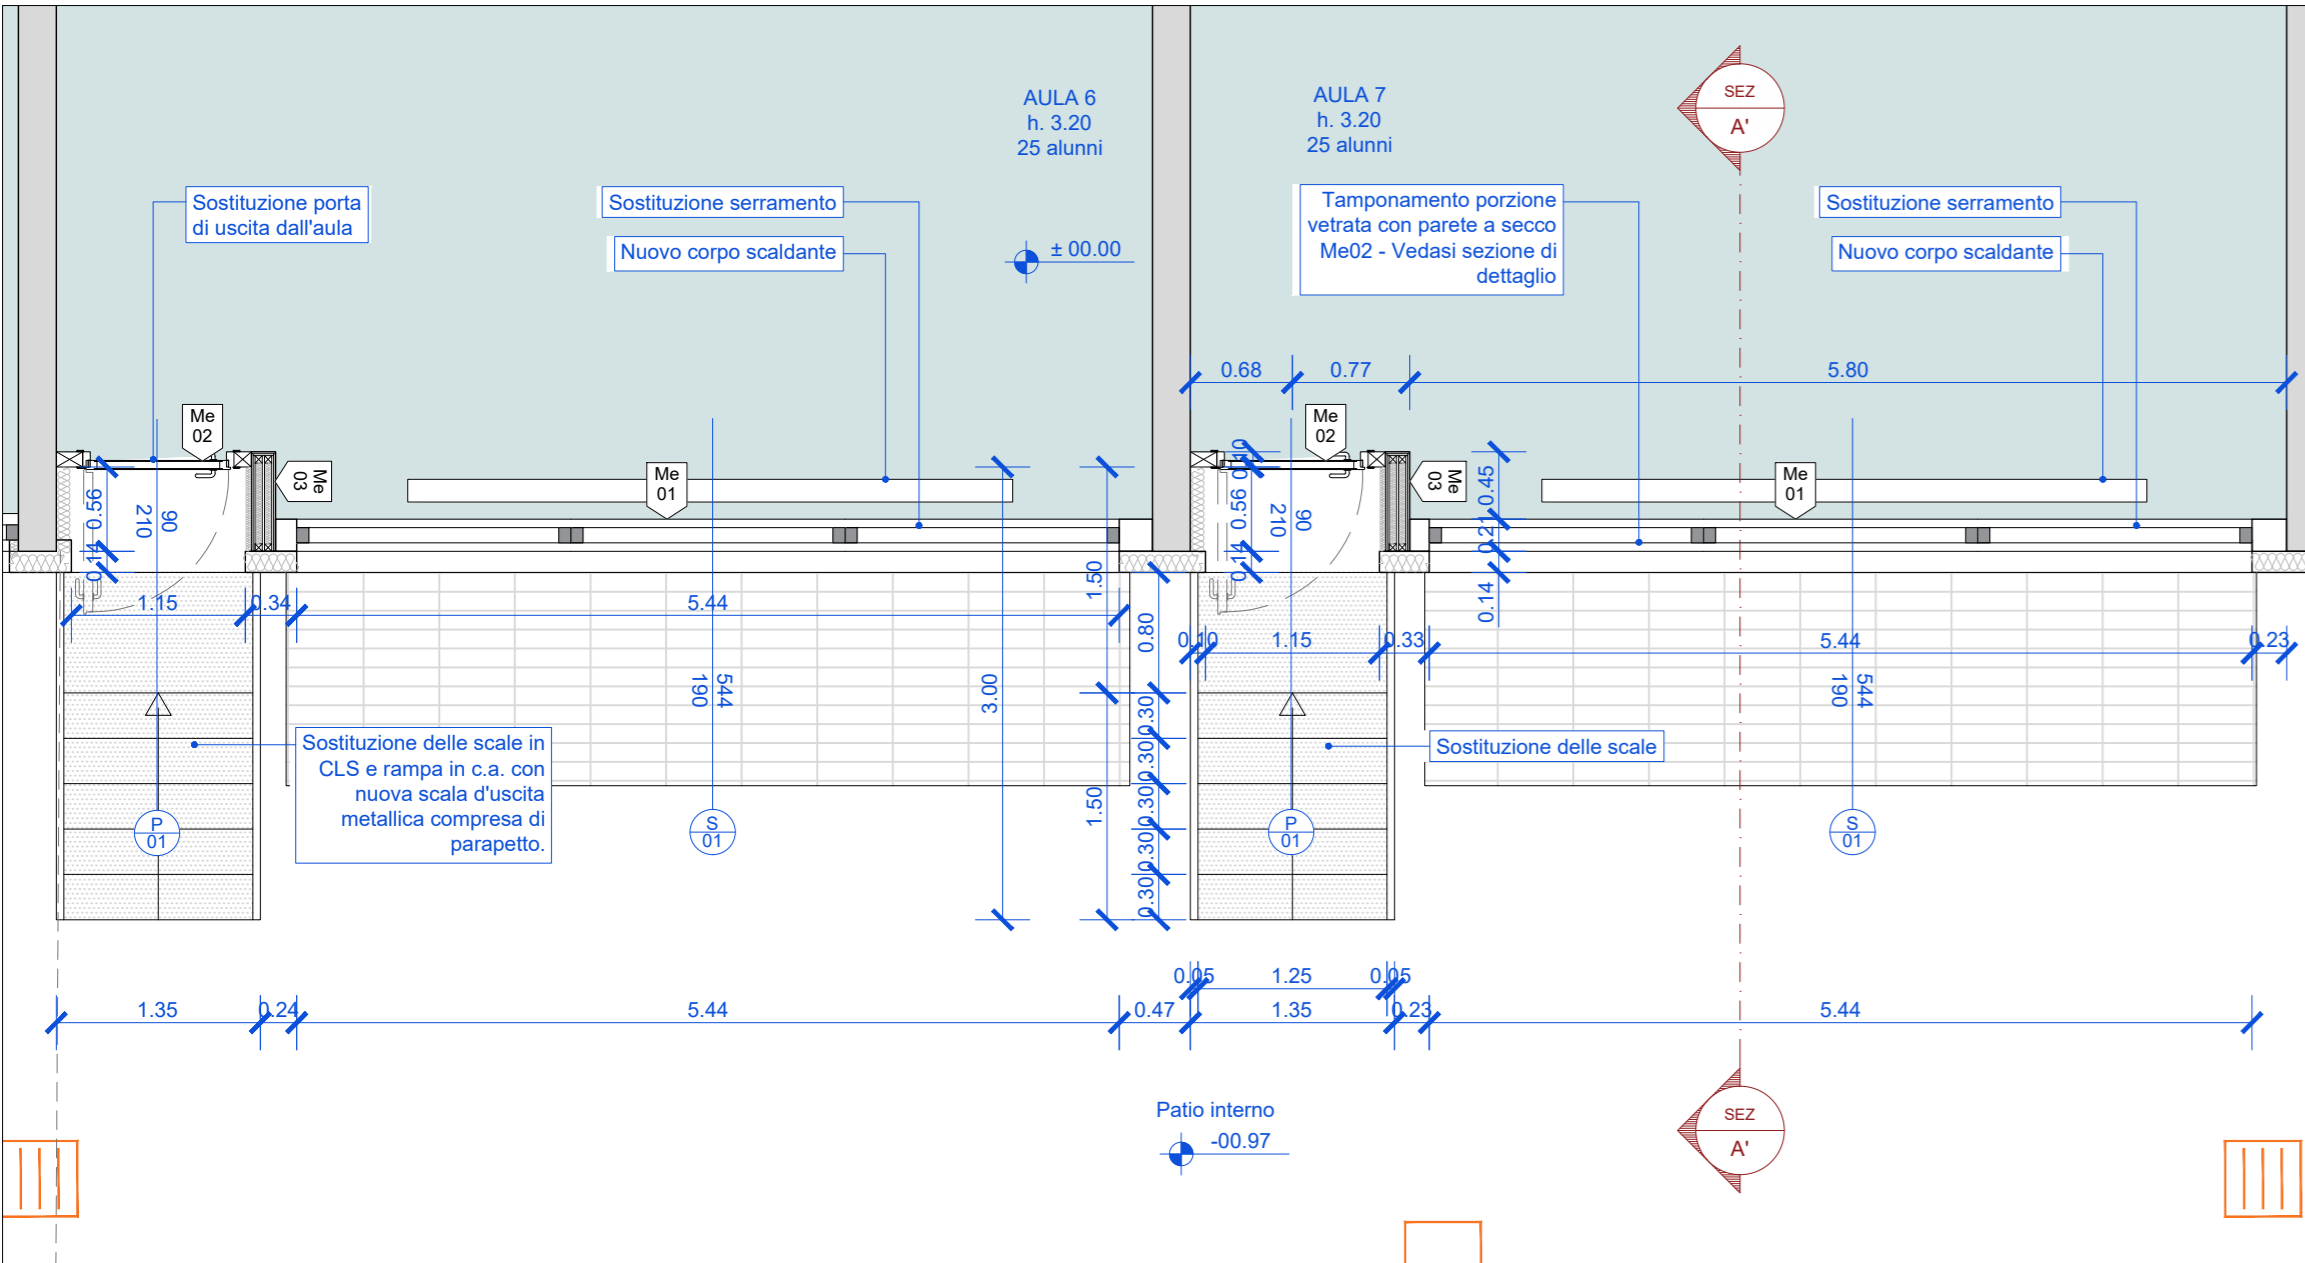 AULA 6
h. 3.20
25 alunni
AULA 7
h. 3.20
25 alunni
SEZ
A'
Sostituzione porta
di uscita dall'aula
Sostituzione serramento
Nuovo corpo scaldante
± 00.00
Tamponamento porzione
vetrata con parete a secco
Me02 - Vedasi sezione di
dettaglio
Sostituzione serramento
Nuovo corpo scaldante
0.68
0.77
5.80
Me
02
Me
03
Me
01
Me
02
Me
03
Me
01
0.56
0.14
90
210
0.10
0.56
0.14
90
210
0.45
0.21
0.14
1.15
0.34
5.44
1.50
0.80
3.00
1.50
0.30
0.30
0.30
0.30
0.30
0.10
1.15
0.33
5.44
0.23
544
190
544
190
Sostituzione delle scale in
CLS e rampa in c.a. con
nuova scala d'uscita
metallica compresa di
parapetto.
Sostituzione delle scale
P
01
S
01
P
01
S
01
0.05
1.25
0.05
1.35
0.24
5.44
0.47
1.35
0.23
5.44
Patio interno
-00.97
SEZ
A'